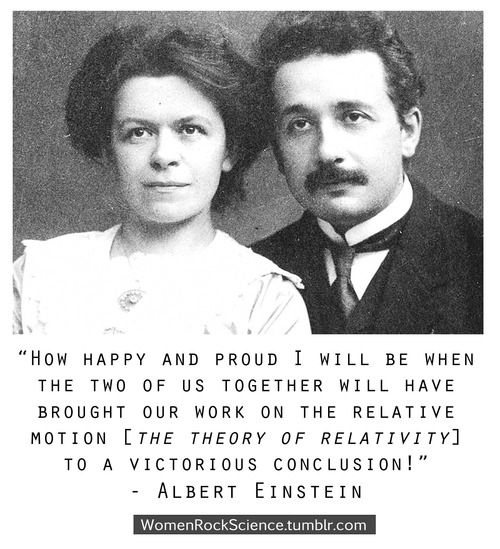 “How happy and proud I will be when
the two of us together will have
brought our work on the relative
motion [the theory of relativity]
to a victorious conclusion!”
- Albert Einstein
WomenRockScience.tumblr.com